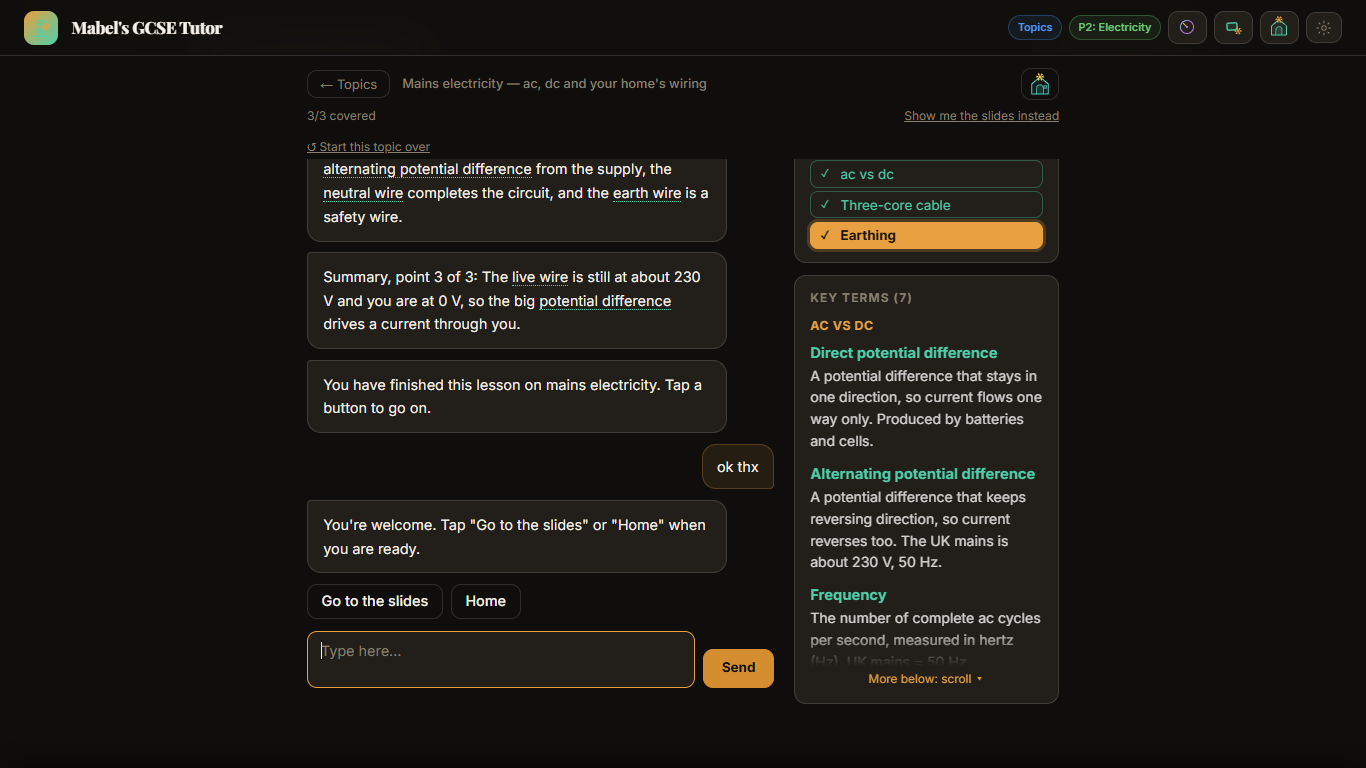 Mabel's GCSE Tutor
Topics
P2: Electricity
← Topics
Mains electricity — ac, dc and your home's wiring
3/3 covered
Show me the slides instead
↺ Start this topic over
alternating potential difference from the supply, the
neutral wire completes the circuit, and the earth wire is a
safety wire.
Summary, point 3 of 3: The live wire is still at about 230
V and you are at 0 V, so the big potential difference
drives a current through you.
You have finished this lesson on mains electricity. Tap a
button to go on.
ok thx
You're welcome. Tap "Go to the slides" or "Home" when
you are ready.
Go to the slides
Home
Type here...
Send
✓ ac vs dc
✓ Three-core cable
✓ Earthing
KEY TERMS (7)
AC VS DC
Direct potential difference
A potential difference that stays in
one direction, so current flows one
way only. Produced by batteries
and cells.
Alternating potential difference
A potential difference that keeps
reversing direction, so current
reverses too. The UK mains is
about 230 V, 50 Hz.
Frequency
The number of complete ac cycles
per second, measured in hertz
(Hz). UK mains = 50 Hz.
More below: scroll ▾